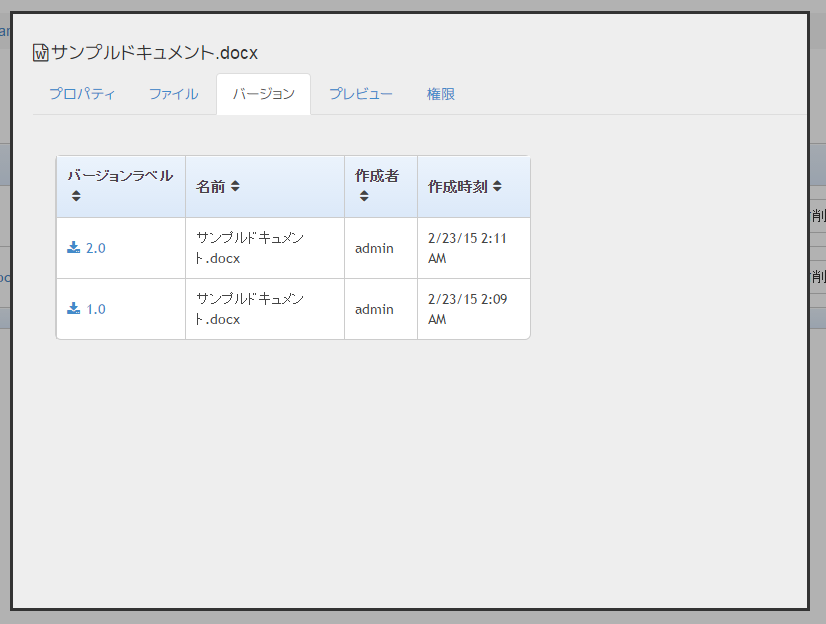 サンプルドキュメント.docx
プロパティ ファイル バージョン プレビュー 権限
バージョンラベル 名前 作成者 作成時刻
2.0 サンプルドキュメン
ト.docx admin 2/23/15 2:11
AM
1.0 サンプルドキュメン
ト.docx admin 2/23/15 2:09
AM
削
削